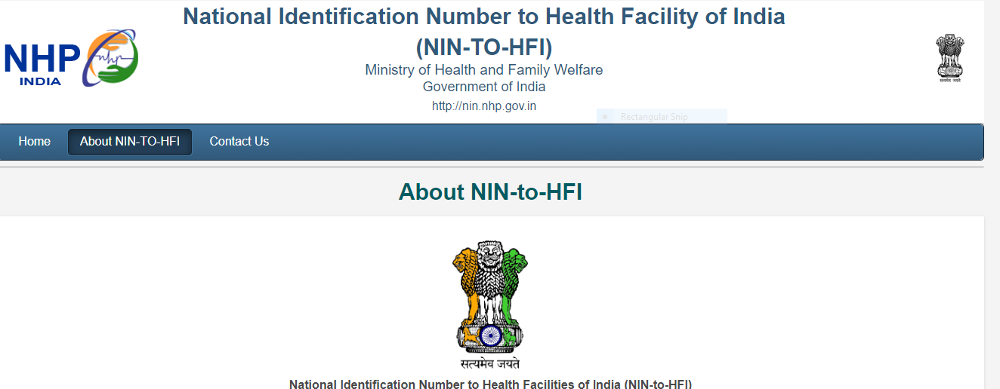 National Identification Number to Health Facility of India
(NIN-TO-HFI)
Ministry of Health and Family Welfare
Government of India
http://nin.nhp.gov.in
NHP
INDIA
nhp
सत्यमेव जयते
Rectangular Snip
Home
About NIN-TO-HFI
Contact Us
About NIN-to-HFI
सत्यमेव जयते
National Identification Number to Health Facilities of India (NIN-to-HFI)